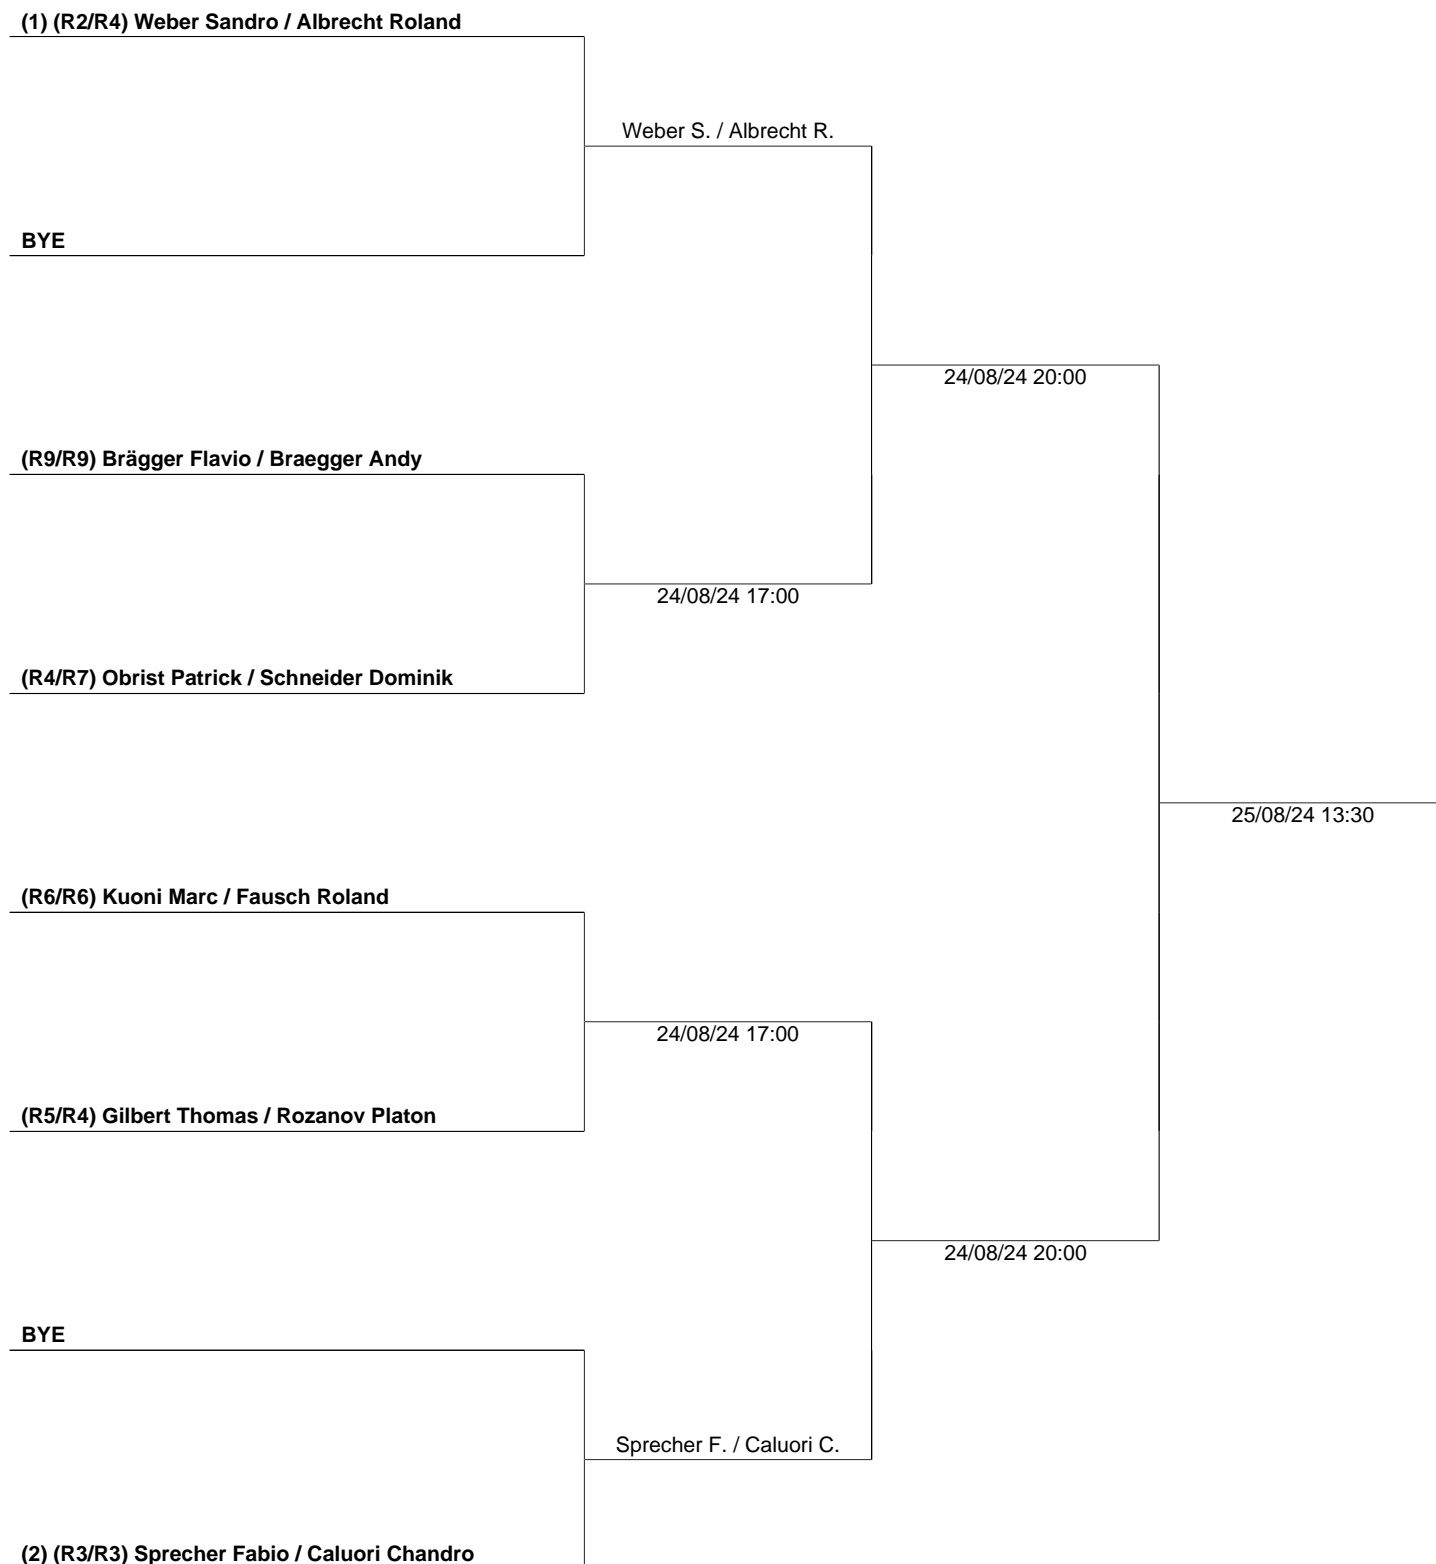 (1) (R2/R4) Weber Sandro / Albrecht Roland
Weber S. / Albrecht R.
BYE
24/08/24 20:00
(R9/R9) Brägger Flavio / Braegger Andy
24/08/24 17:00
(R4/R7) Obrist Patrick / Schneider Dominik
25/08/24 13:30
(R6/R6) Kuoni Marc / Fausch Roland
24/08/24 17:00
(R5/R4) Gilbert Thomas / Rozanov Platon
24/08/24 20:00
BYE
Sprecher F. / Caluori C.
(2) (R3/R3) Sprecher Fabio / Caluori Chandro